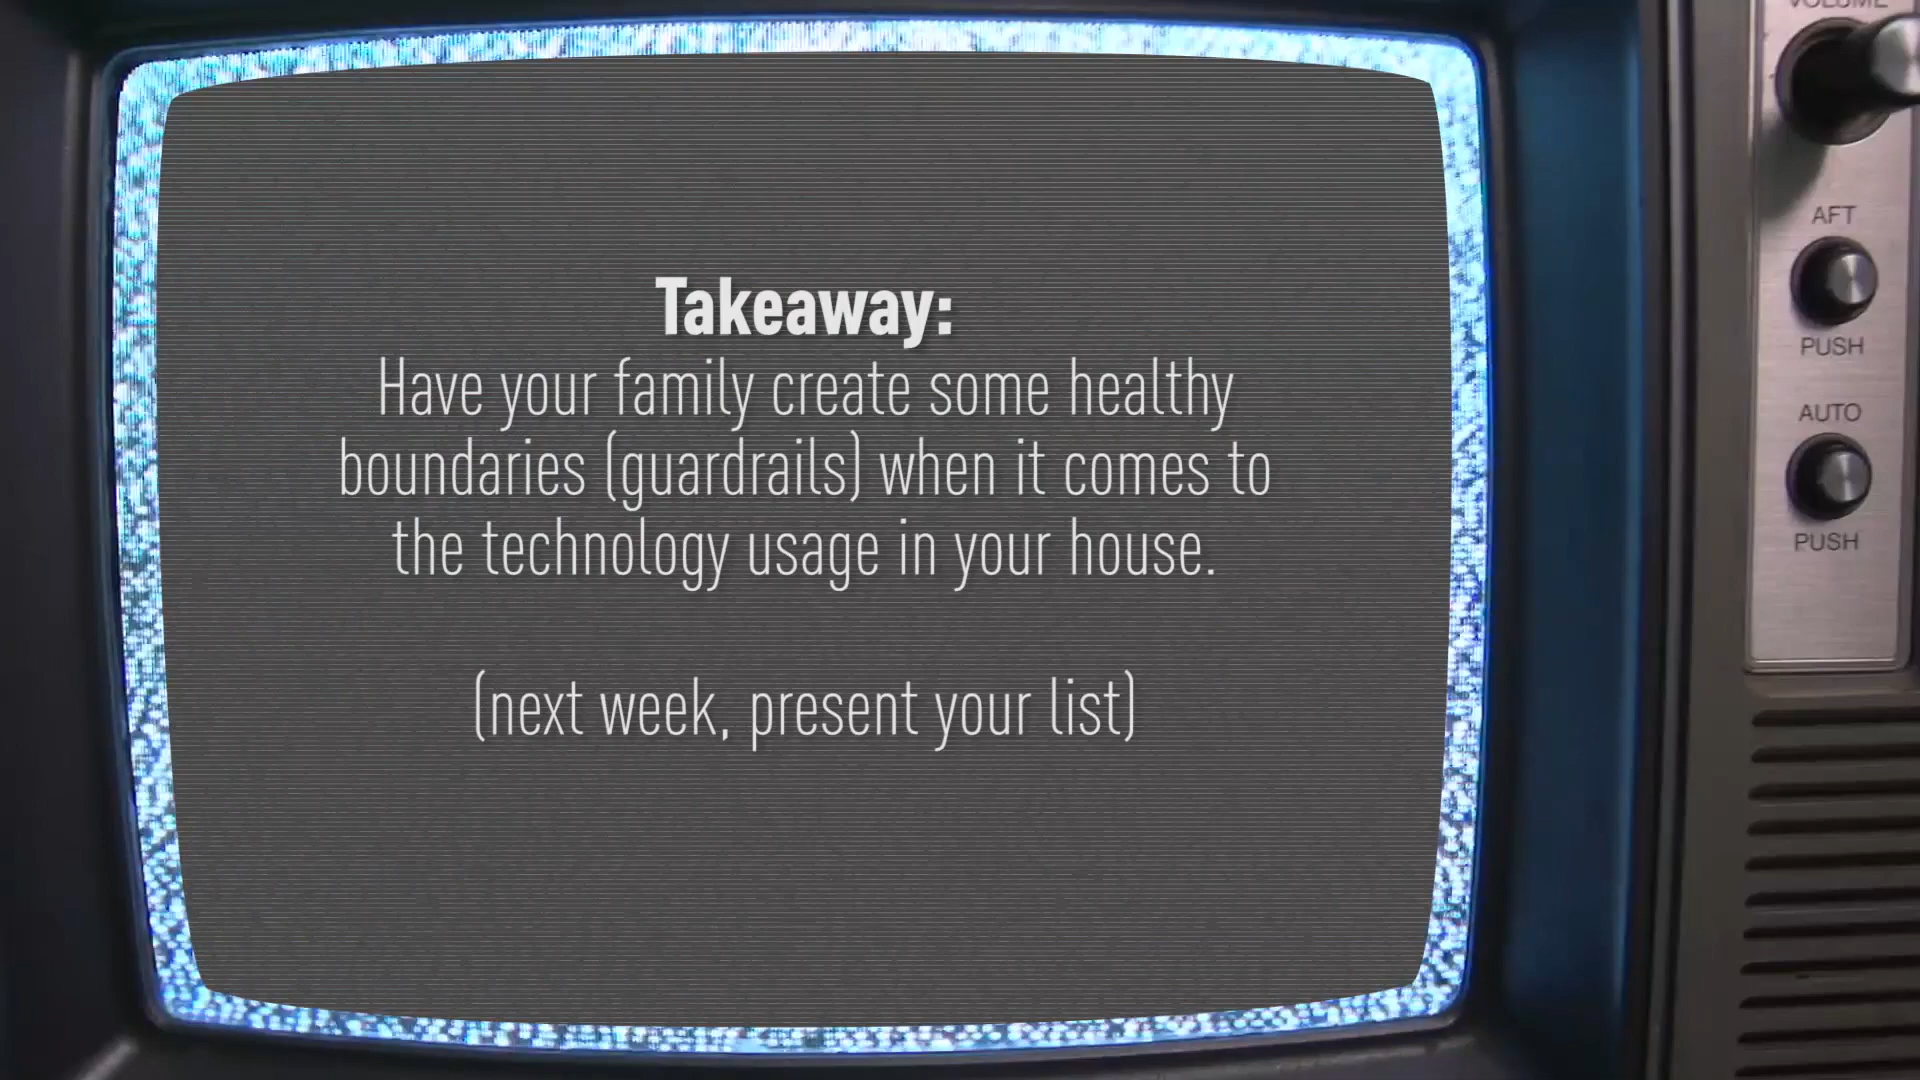 Takeaway:
Have your family create some healthy
boundaries (guardrails) when it comes to
the technology usage in your house.
(next week, present your list)
VOLUME
AFT
PUSH
AUTO
PUSH